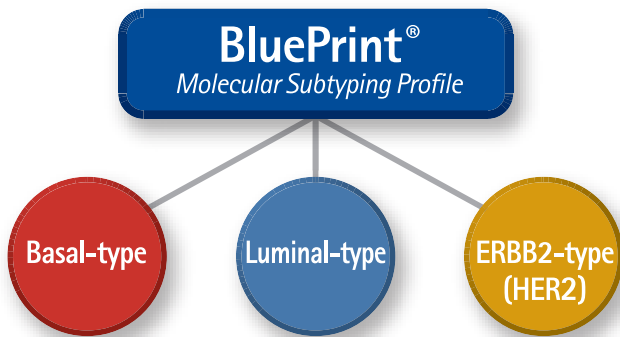 BluePrint®
Molecular Subtyping Profile
Basal-type
Luminal-type
ERBB2-type
(HER2)